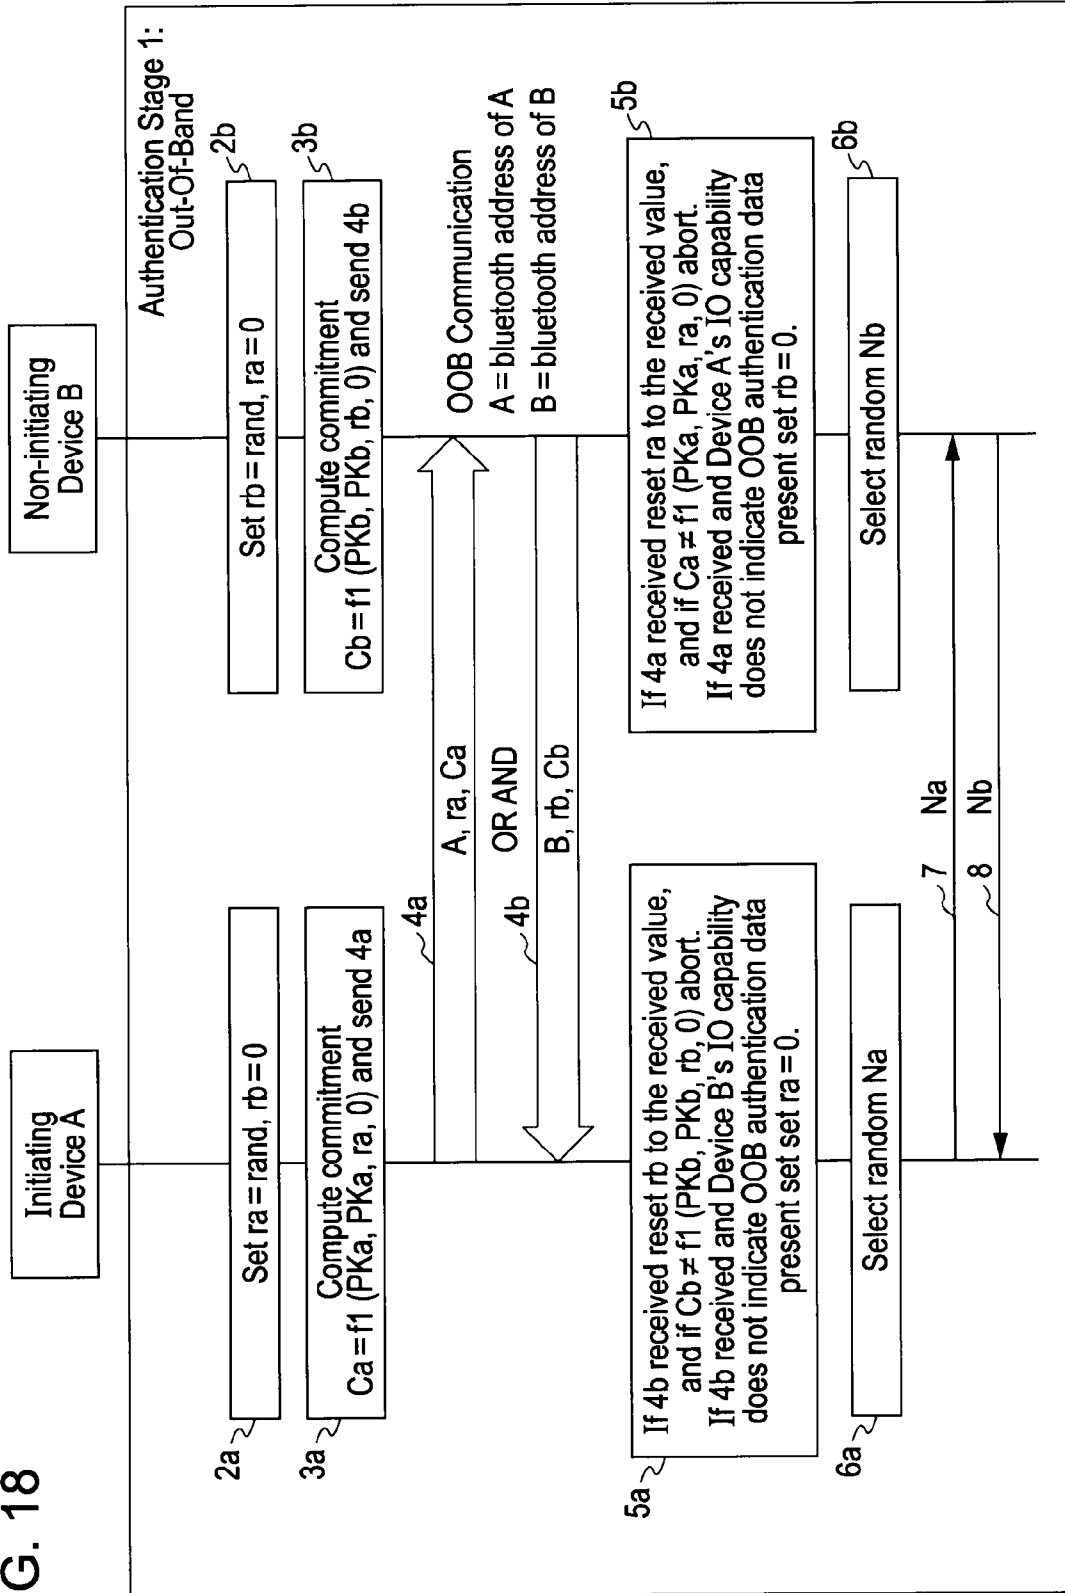 G. 18
Initiating
Device A
Non-initiating
Device B
Authentication Stage 1:
Out-Of-Band
2a
Set ra = rand, rb = 0
Set rb = rand, ra = 0
2b
3a
Compute commitment
Ca = f1 (PKa, PKa, ra, 0) and send 4a
Compute commitment
Cb = f1 (PKb, PKb, rb, 0) and send 4b
3b
4a
A, ra, Ca
OR AND
4b
B, rb, Cb
OOB Communication
A = bluetooth address of A
B = bluetooth address of B
5a
If 4b received reset rb to the received value,
and if Cb ≠ f1 (PKb, PKb, rb, 0) abort.
If 4b received and Device B's IO capability
does not indicate OOB authentication data
present set set ra = 0.
If 4a received reset ra to the received value,
and if Ca ≠ f1 (PKa, PKa, ra, 0) abort.
If 4a received and Device A's IO capability
does not indicate OOB authentication data
present set rb = 0.
5b
6a
Select random Na
Select random Nb
6b
7
Na
8
Nb